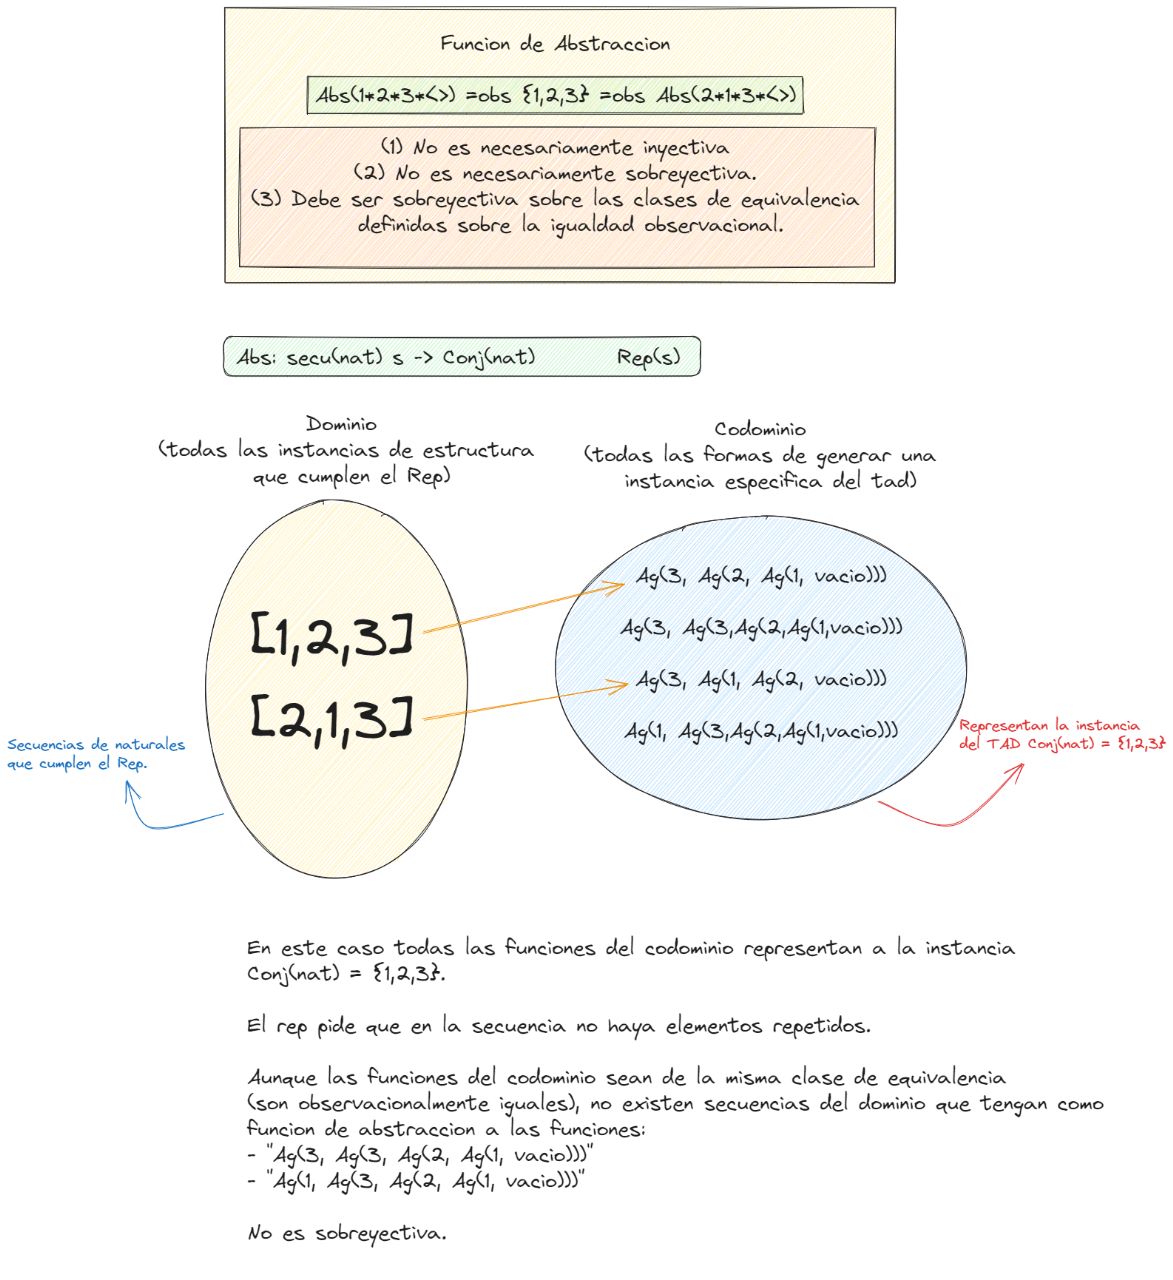 Funcion de Abstraccion
Abs(1*2*3*<>) =obs {1,2,3} =obs Abs(2*1*3*<>)
(1) No es necesariamente inyectiva
(2) No es necesariamente sobreyectiva.
(3) Debe ser sobreyectiva sobre las clases de equivalencia
definidas sobre la igualdad observacional.
Abs: secu(nat) s -> Conj(nat) Rep(s)
Dominio
(todas las instancias de estructura
que cumplen el Rep)
Codominio
(todas las formas de generar una
instancia especifica del tad)
[1,2,3]
[2,1,3]
Ag(3, Ag(2, Ag(1, vacio)))
Ag(3, Ag(3,Ag(2,Ag(1,vacio)))
Ag(3, Ag(1, Ag(2, vacio)))
Ag(1, Ag(3,Ag(2,Ag(1,vacio)))
Secuencias de naturales
que cumplen el Rep.
Representan la instancia
del TAD Conj(nat) = {1,2,3}
En este caso todas las funciones del codominio representan a la instancia
Conj(nat) = {1,2,3}.
El rep pide que en la secuencia no haya elementos repetidos.
Aunque las funciones del codominio sean de la misma clase de equivalencia
(son observacionalmente iguales), no existen secuencias del dominio que tengan como
funcion de abstraccion a las funciones:
- "Ag(3, Ag(3, Ag(2, Ag(1, vacio)))"
- "Ag(1, Ag(3, Ag(2, Ag(1, vacio)))"
No es sobreyectiva.